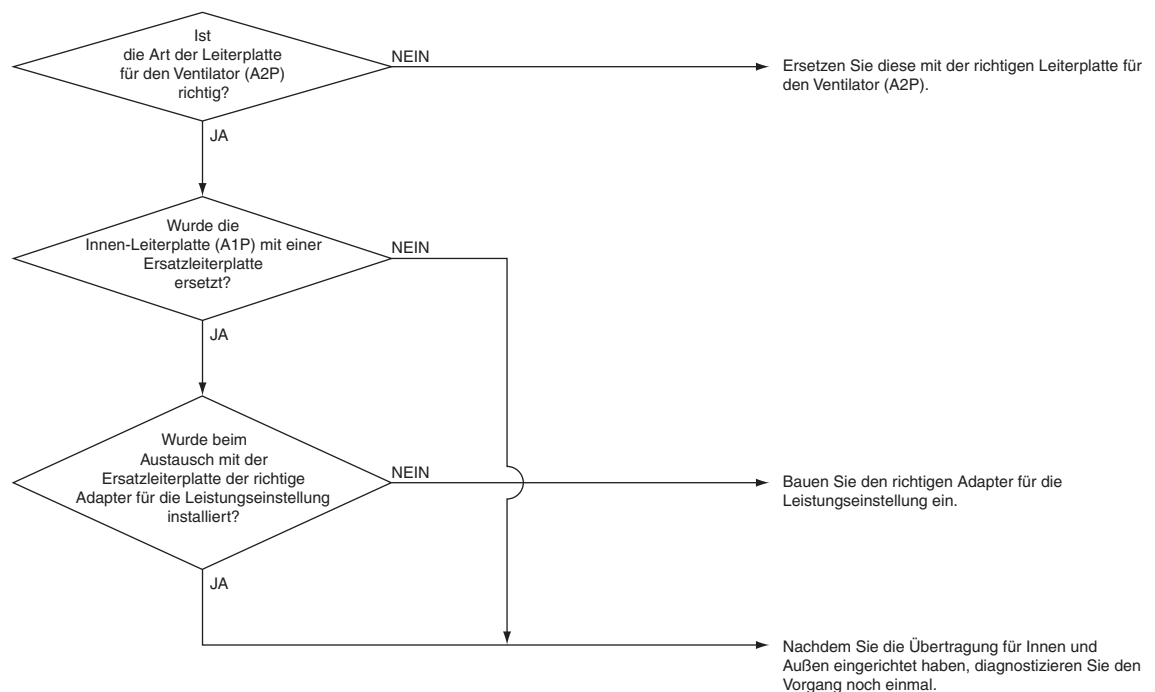 Ist
die Art der Leiterplatte
für den Ventilator (A2P)
richtig?
NEIN
Ersetzen Sie diese mit der richtigen Leiterplatte für
den Ventilator (A2P).
JA
Wurde die
Innen-Leiterplatte (A1P) mit einer
Ersatzleiterplatte
ersetzt?
NEIN
JA
Wurde beim
Austausch mit der
Ersatzleiterplatte der richtige
Adapter für die Leistungseinstellung
installiert?
NEIN
Bauen Sie den richtigen Adapter für die
Leistungseinstellung ein.
JA
Nachdem Sie die Übertragung für Innen und
Außen eingerichtet haben, diagnostizieren Sie den
Vorgang noch einmal.